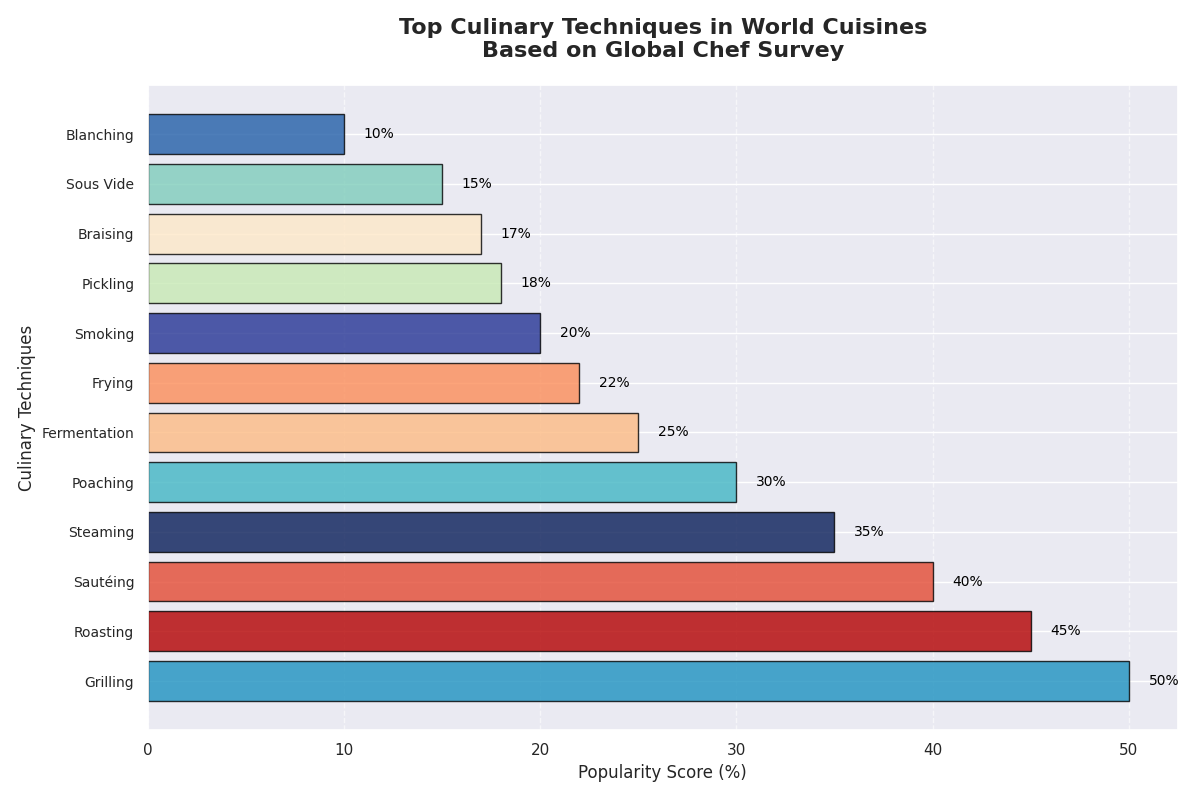 Top Culinary Techniques in World Cuisines
Based on Global Chef Survey
Culinary Techniques
Blanching 10%
Sous Vide 15%
Braising 17%
Pickling 18%
Smoking 20%
Frying 22%
Fermentation 25%
Poaching 30%
Steaming 35%
Sautéing 40%
Roasting 45%
Grilling 50%
0 10 20 30 40 50
Popularity Score (%)